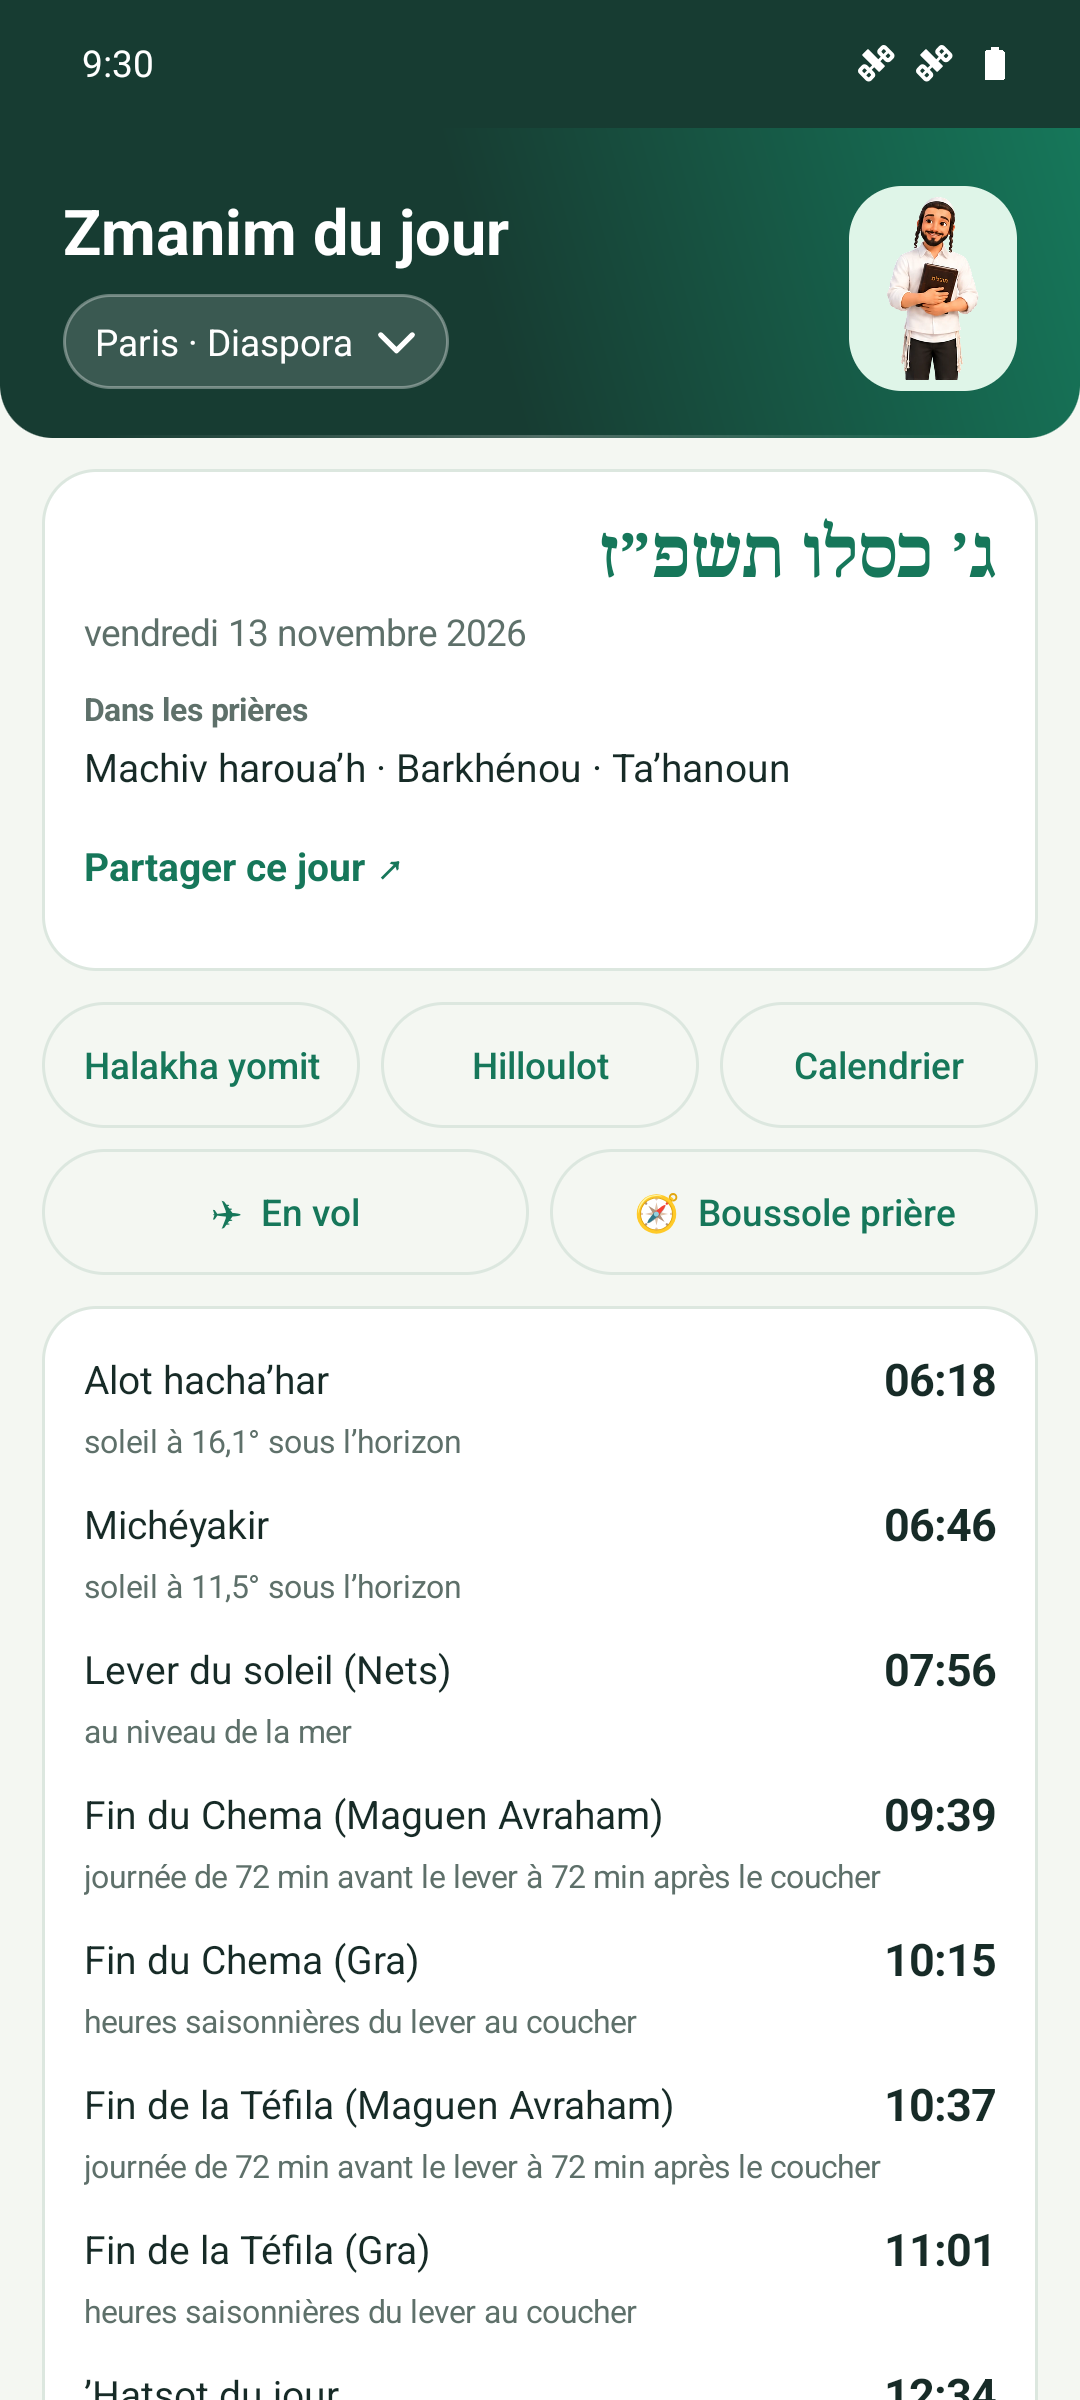 9:30
Zmanim du jour
Paris · Diaspora
ג׳ כסלו תשפ״ז
vendredi 13 novembre 2026
Dans les prières
Machiv haroua’h · Barkhénou · Ta’hanoun
Partager ce jour ↗
Halakha yomit
Hilloulot
Calendrier
✈ En vol
🧭 Boussole prière
Alot hacha’har 06:18
soleil à 16,1° sous l’horizon
Michéyakir 06:46
soleil à 11,5° sous l’horizon
Lever du soleil (Nets) 07:56
au niveau de la mer
Fin du Chema (Maguen Avraham) 09:39
journée de 72 min avant le lever à 72 min après le coucher
Fin du Chema (Gra) 10:15
heures saisonnières du lever au coucher
Fin de la Téfila (Maguen Avraham) 10:37
journée de 72 min avant le lever à 72 min après le coucher
Fin de la Téfila (Gra) 11:01
heures saisonnières du lever au coucher
’Hatsot du jour 12:34